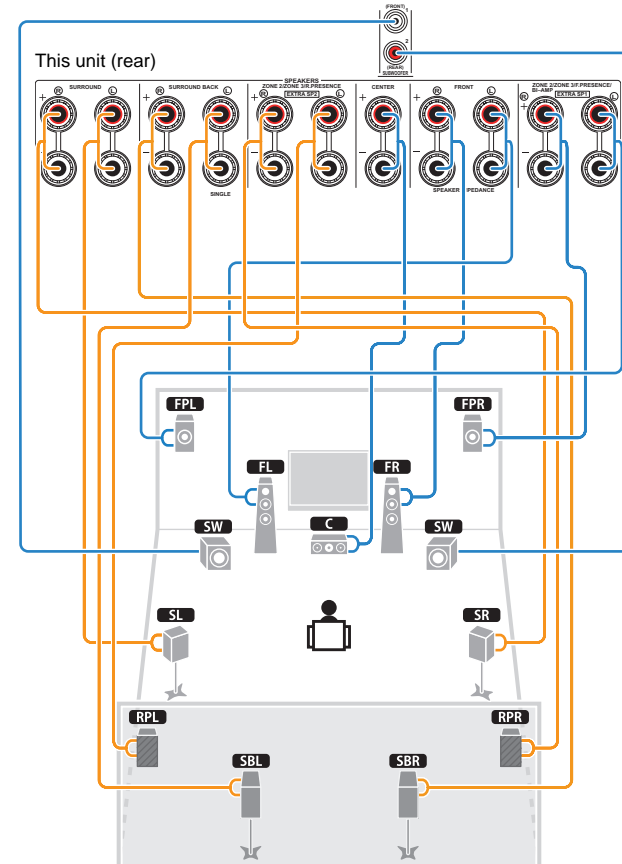 (FRONT)
1
2
(REAR)
SUBWOOFER
This unit (rear)
SPEAKERS
SURROUND
R
L
SURROUND BACK
R
L
ZONE 2/ZONE 3/R.PRESENCE
EXTRA SP2
R
L
CENTER
FRONT
R
L
ZONE 2/ZONE 3/F.PRESENCE/
BI-AMP
EXTRA SP1
R
L
+ + + + + +
− − − − − −
SINGLE
SPEAKER
FPL
FPR
FL
FR
SW
C
SW
SL
SR
RPL
RPR
SBL
SBR